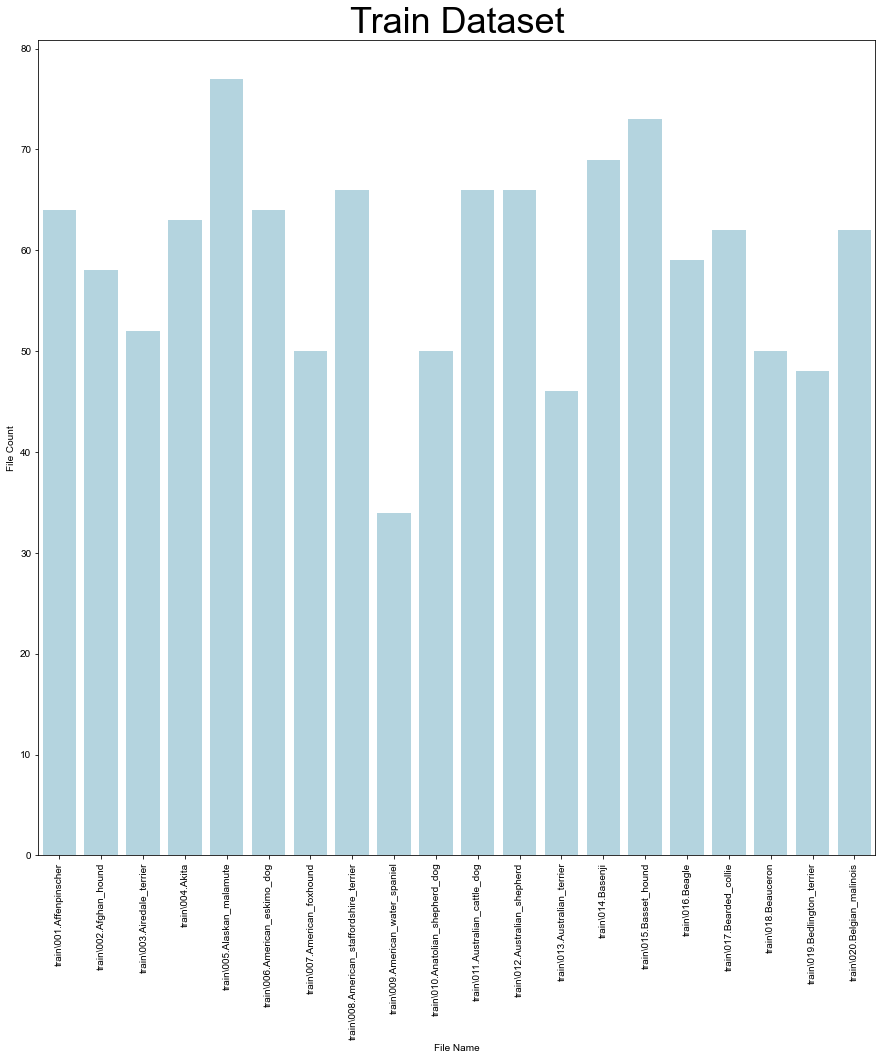 Train Dataset
80
70
60
50
40
30
20
10
0
File Count
train\001.Affenpinscher
train\002.Afghan_hound
train\003.Airedale_terrier
train\004.Akita
train\005.Alaskan_malamute
train\006.American_eskimo_dog
train\007.American_foxhound
train\008.American_staffordshire_terrier
train\009.American_water_spaniel
train\010.Anatolian_shepherd_dog
train\011.Australian_cattle_dog
train\012.Australian_shepherd
train\013.Australian_terrier
train\014.Basenji
train\015.Basset_hound
train\016.Beagle
train\017.Bearded_collie
train\018.Beauceron
train\019.Bedlington_terrier
train\020.Belgian_malinois
File Name